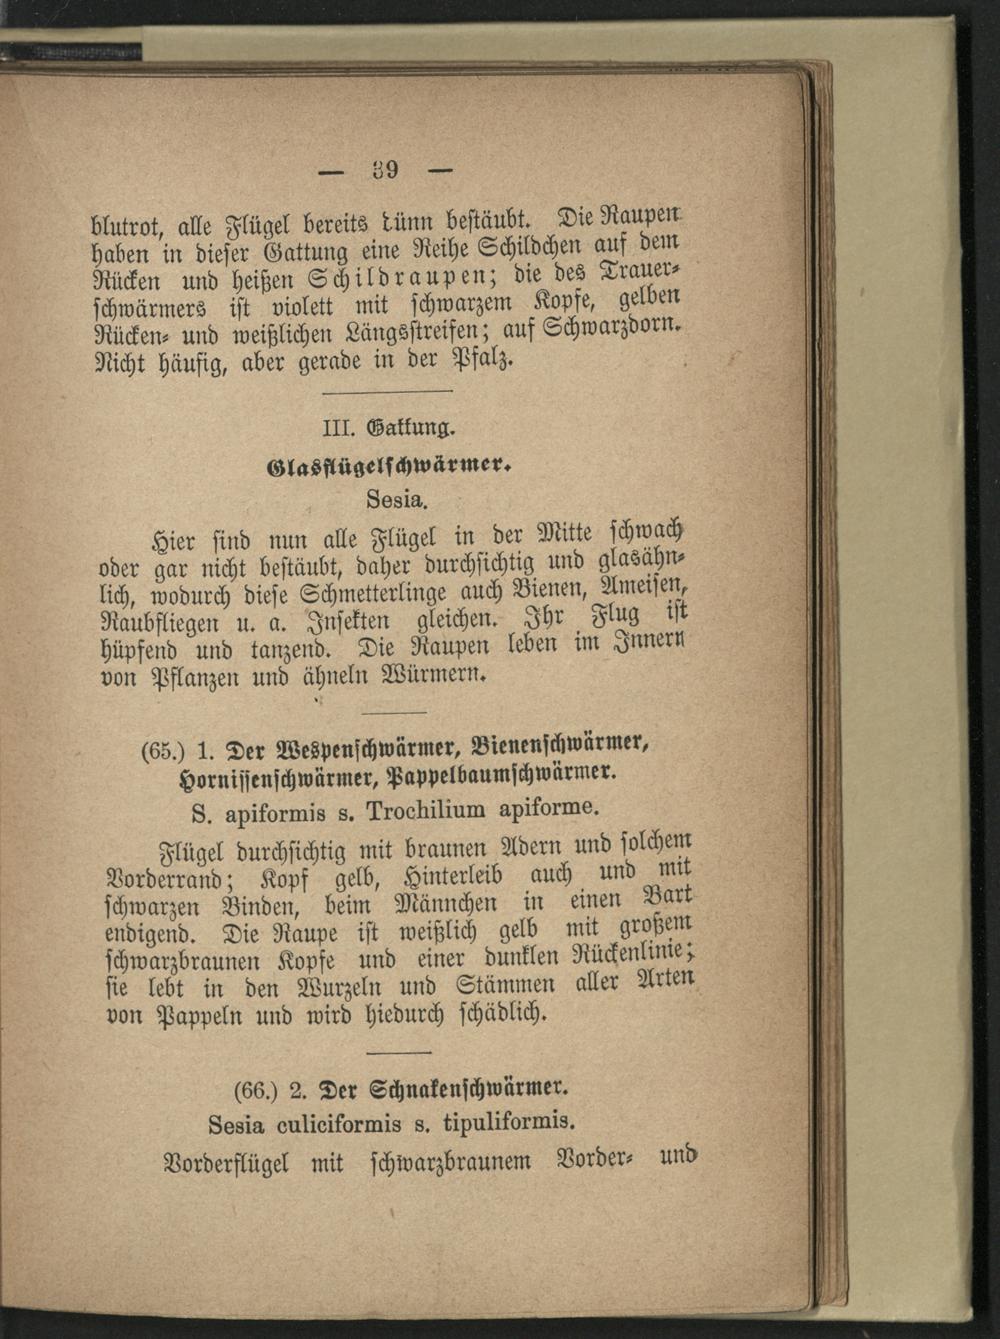 — 39 —
blutrot, alle Flügel bereits dünn bestäubt. Die Raupen
haben in dieser Gattung eine Reihe Schildchen auf dem
Rücken und heißen Schildraupen; die des Trauer-
schwärmers ist violett mit schwarzem Kopfe, gelben
Rücken- und weißlichen Längsstreifen; auf Schwarzdorn.
Nicht häufig, aber gerade in der Pfalz.
III. Gattung.
Glasflügelschwärmer.
Sesia.
Hier sind nun alle Flügel in der Mitte schwach
oder gar nicht bestäubt, daher durchsichtig und glasähn-
lich, wodurch diese Schmetterlinge auch Bienen, Ameisen,
Raubfliegen u. a. Insekten gleichen. Ihr Flug ist
hüpfend und tanzend. Die Raupen leben im Innern
von Pflanzen und ähneln Würmern.
(65.) 1. Der Wespenschwärmer, Bienenschwärmer,
Hornissenschwärmer, Pappelbaumschwärmer.
S. apiformis s. Trochilium apiforme.
Flügel durchsichtig mit braunen Adern und solchem
Vorderrand; Kopf gelb, Hinterleib auch und mit
schwarzen Binden, beim Männchen in einen Bart
endigend. Die Raupe ist weißlich gelb mit großem
schwarzbraunen Kopfe und einer dunklen Rückenlinie;
sie lebt in den Wurzeln und Stämmen aller Arten
von Pappeln und wird hiedurch schädlich.
(66.) 2. Der Schnakenschwärmer.
Sesia culiciformis s. tipuliformis.
Vorderflügel mit schwarzbraunem Vorder- und